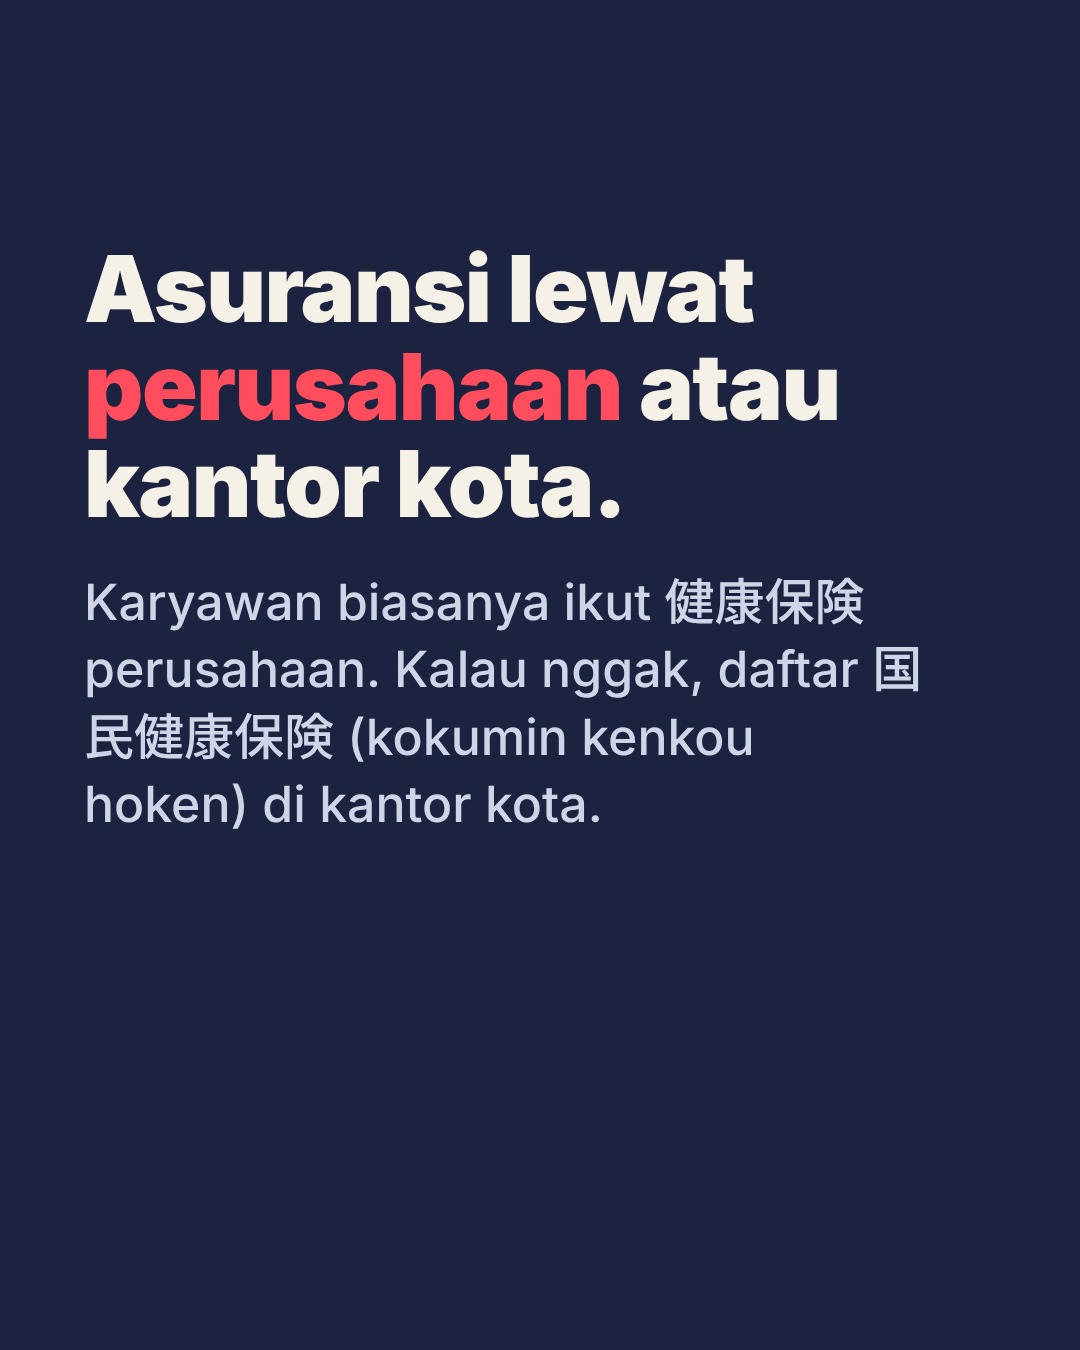 Asuransi lewat
perusahaan atau
kantor kota.
Karyawan biasanya ikut 健康保険
perusahaan. Kalau nggak, daftar 国
民健康保険 (kokumin kenkou
hoken) di kantor kota.